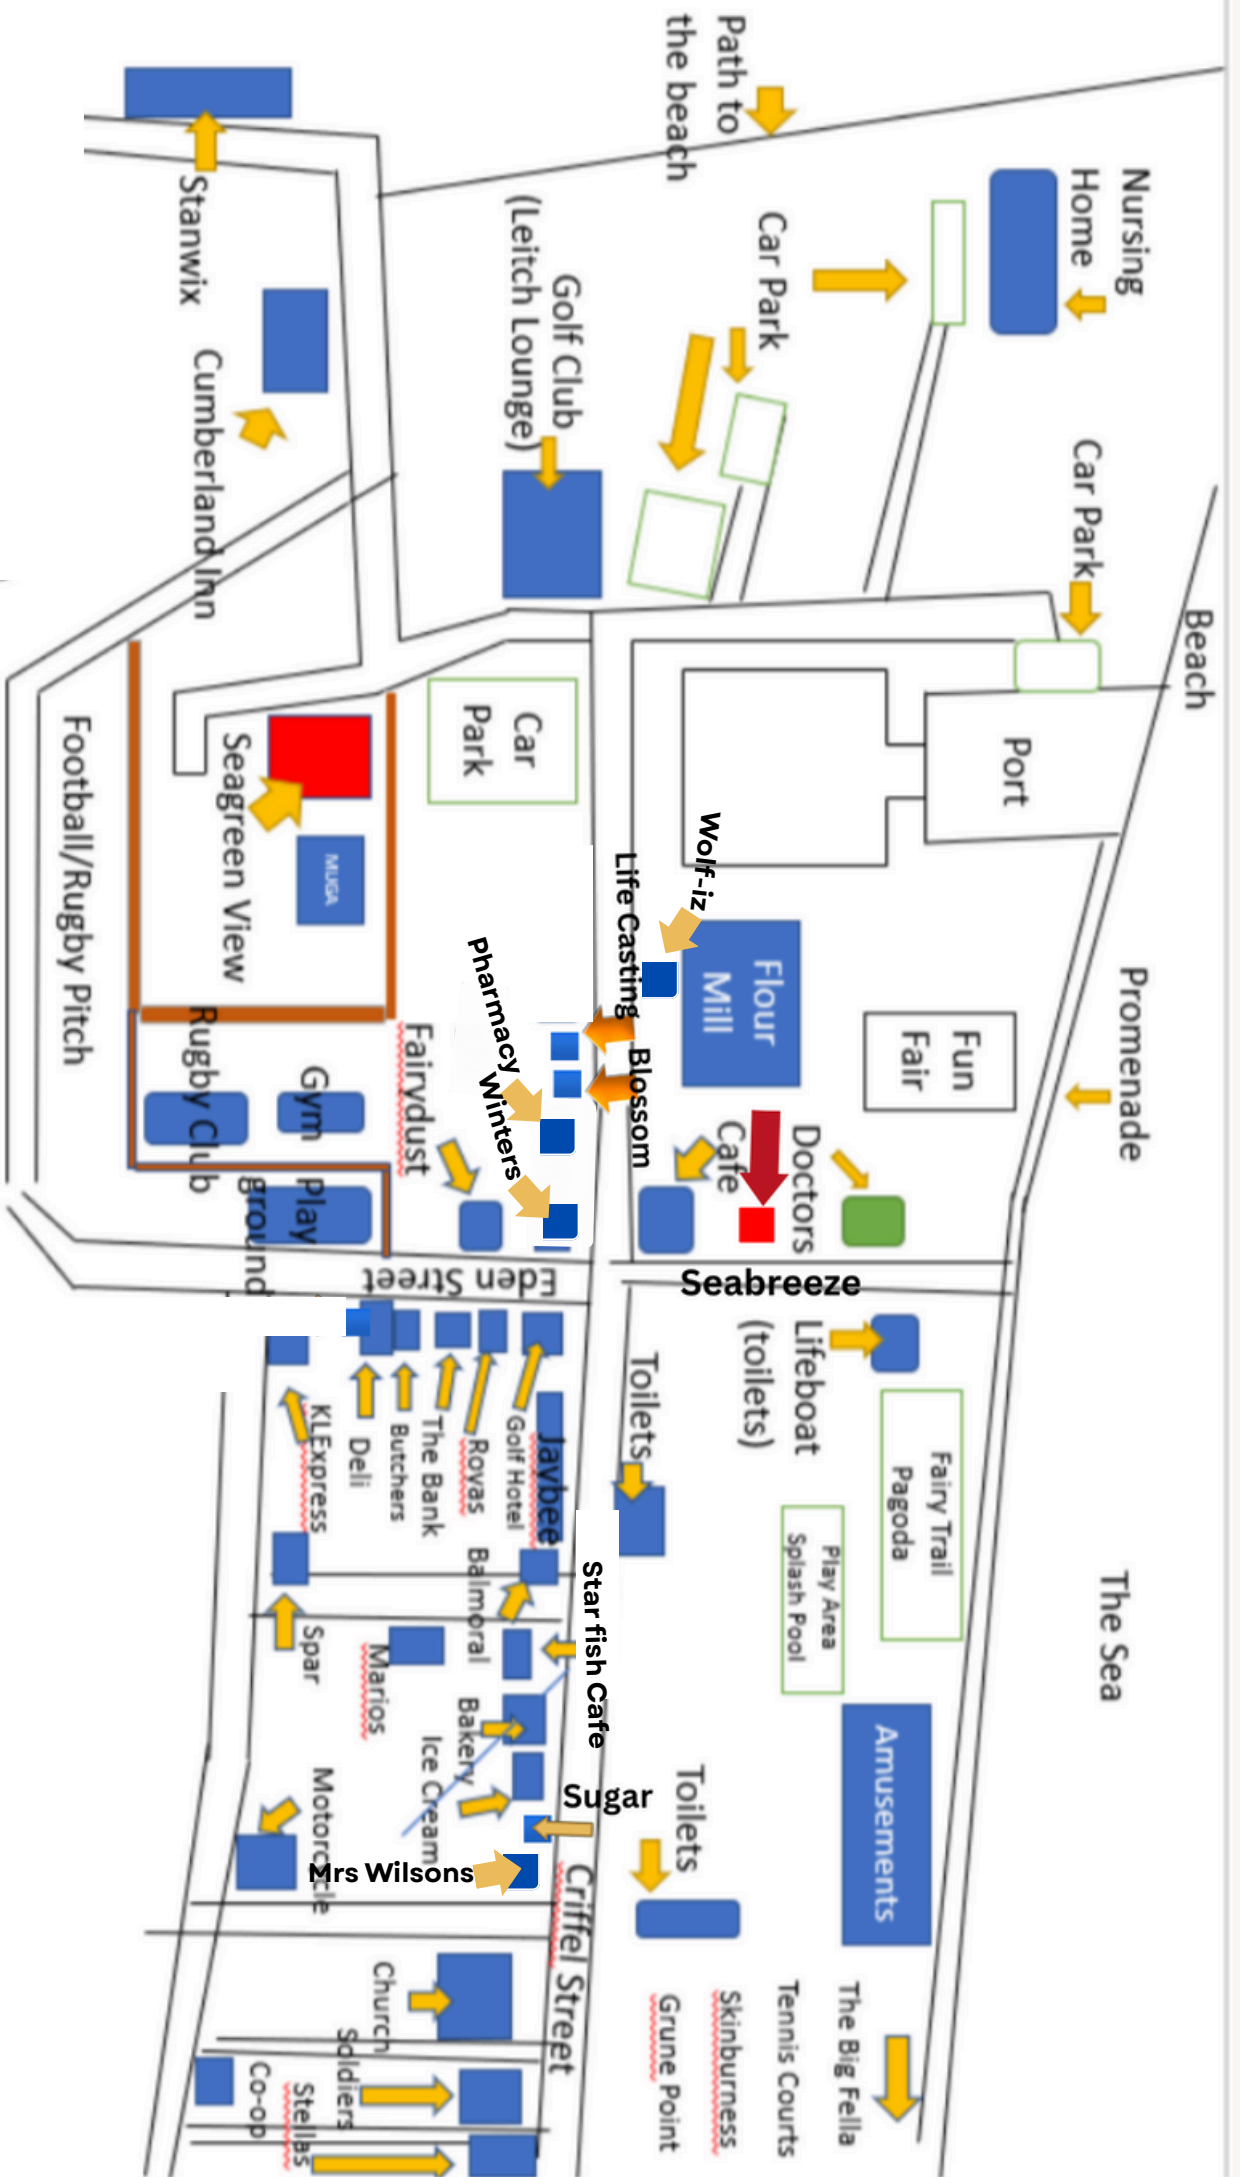 Path to
the beach
Nursing
Home
Stanwix
Golf Club
(Leitch Lounge)
Car Park
Cumberland Inn
Car Park
Beach
Football/Rugby Pitch
Seagreen View
MUGA
Car
Park
Port
Wolf-iz
Life Casting
Flour
Mill
Fun
Fair
Promenade
Pharmacy
Winters
Blossom
Fairydust
Rugby Club
Gym
Play
ground
Cafe
Doctors
Eden Street
Seabreeze
Lifeboat
(toilets)
Toilets
Fairy Trail
Pagoda
Play Area
Splash Pool
The Sea
KLExpress
Deli
Butchers
The Bank
Royas
Golf Hotel
Jaybee
Balmoral
Starfish Cafe
Spar
Marios
Bakery
Ice Cream
Sugar
Toilets
Amusements
Motorcycle
Mrs Wilsons
Criffel Street
Church
Soldiers
Co-op
Stellas
Grune Point
Skinburness
Tennis Courts
The Big Fella